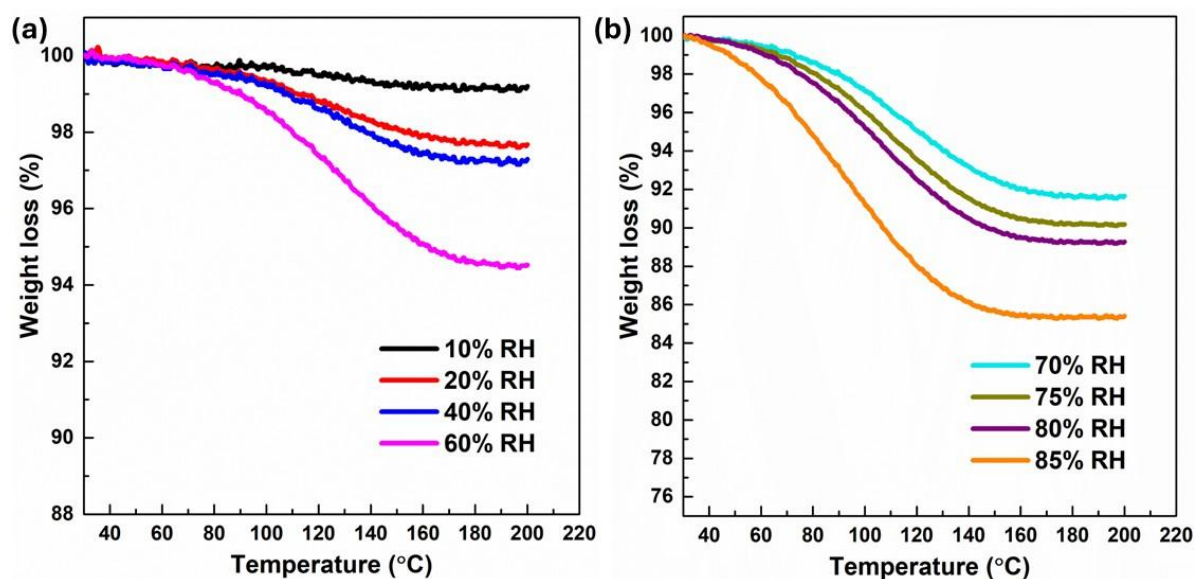 (a)
100
98
96
94
92
90
88
Weight loss (%)
10% RH
20% RH
40% RH
60% RH
40 60 80 100 120 140 160 180 200 220
Temperature (°C)
(b)
100
98
96
94
92
90
88
86
84
82
80
78
76
Weight loss (%)
70% RH
75% RH
80% RH
85% RH
40 60 80 100 120 140 160 180 200 220
Temperature (°C)